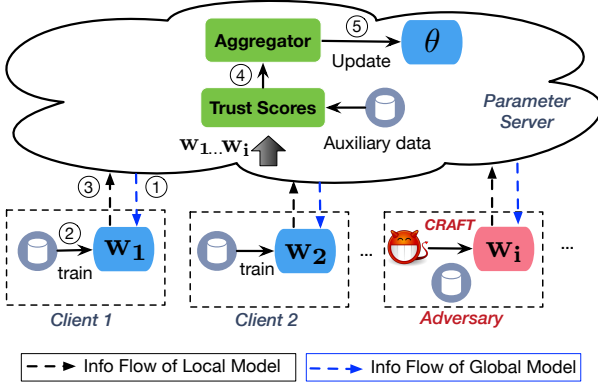 ⑤
Aggregator
θ
Update
④
Trust Scores
Parameter
Server
w₁...wᵢ
Auxiliary data
③
①
②
w₁
train
w₂
train
...
CRAFT
wᵢ
...
Client 1
Client 2
Adversary
Info Flow of Local Model
Info Flow of Global Model